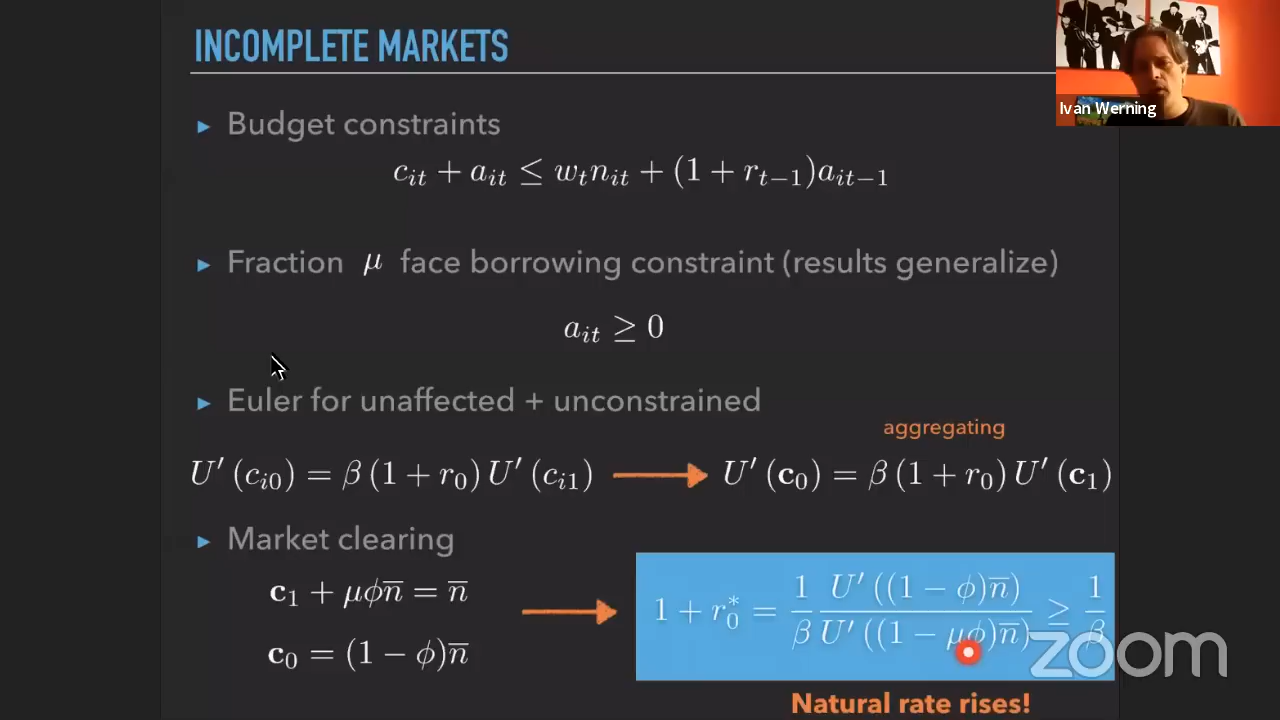 INCOMPLETE MARKETS
Ivan Werning
▸ Budget constraints
c_{it} + a_{it} ≤ w_t n_{it} + (1 + r_{t−1})a_{it−1}
▸ Fraction μ face borrowing constraint (results generalize)
a_{it} ≥ 0
▸ Euler for unaffected + unconstrained
aggregating
U′(c_{i0}) = β(1 + r_0) U′(c_{i1}) → U′(𝐜_0) = β(1 + r_0) U′(𝐜_1)
▸ Market clearing
𝐜_1 + μϕn̅ = n̅
𝐜_0 = (1 − ϕ)n̅
→ 1 + r_0^* = \frac{1}{β} \frac{U′((1 − ϕ)n̅)}{U′((1 − μϕ)n̅)} ≥ \frac{1}{β}
zoom
Natural rate rises!